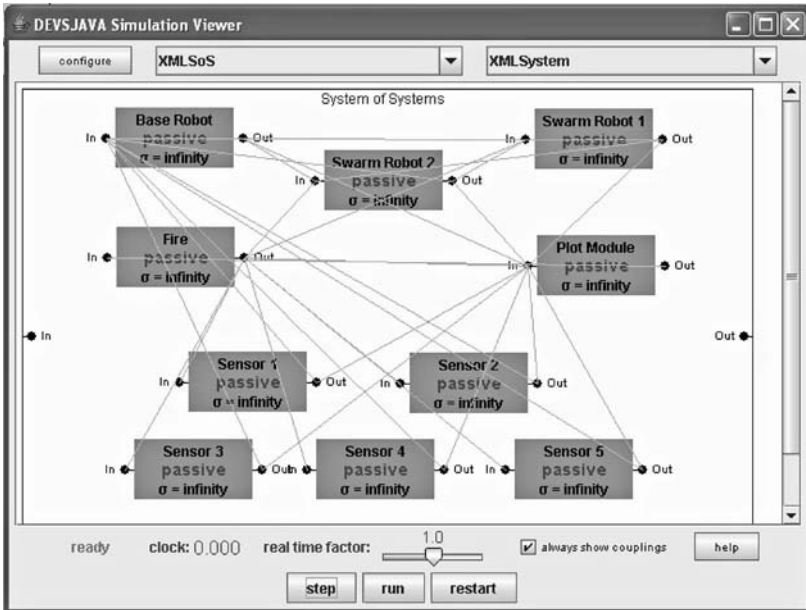 DEVSJAVA Simulation Viewer
configure XMLSoS XMLSystem
System of Systems
Base Robot
In passive Out
σ = infinity
Swarm Robot 1
In passive Out
σ = infinity
Swarm Robot 2
In passive Out
σ = infinity
Fire
In passive Out
σ = infinity
Plot Module
In passive Out
σ = infinity
In Out
Sensor 1
In passive Out
σ = infinity
Sensor 2
In passive Out
σ = infinity
Sensor 3
In passive Out
σ = infinity
Sensor 4
In passive Out
σ = infinity
Sensor 5
In passive Out
σ = infinity
ready clock: 0.000 real time factor: 1.0 always show couplings help
step run restart